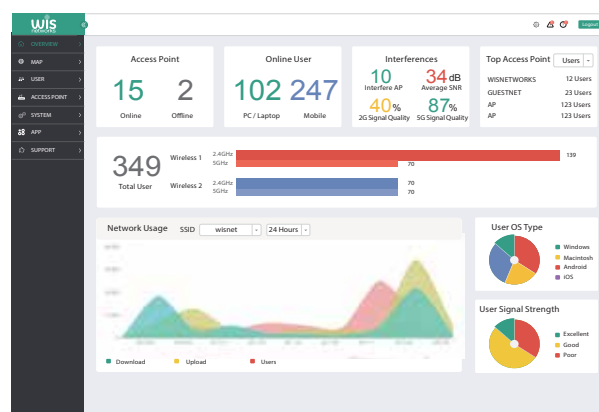 wis
networks
Logout
OVERVIEW
MAP
USER
ACCESS POINT
SYSTEM
APP
SUPPORT
Access Point
15 2
Online Offline
Online User
102 247
PC / Laptop Mobile
Interferences
10 34 dB
Interfere AP Average SNR
40% 87%
2G Signal Quality 5G Signal Quality
Top Access Point Users
WISNETWORKS 12 Users
GUESTNET 23 Users
AP 123 Users
AP 123 Users
349
Total User
Wireless 1 2.4GHz 139
5GHz 70
Wireless 2 2.4GHz 70
5GHz 70
Network Usage SSID wisnet 24 Hours
Download Upload Users
User OS Type
Windows
Macintosh
Android
iOS
User Signal Strength
Excellent
Good
Poor